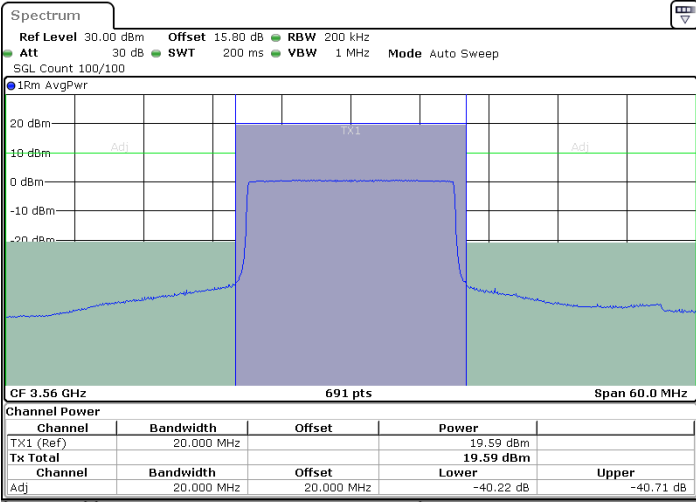 Spectrum
Ref Level 30.00 dBm Offset 15.80 dB RBW 200 kHz
Att 30 dB SWT 200 ms VBW 1 MHz Mode Auto Sweep
SGL Count 100/100
1Rm AvgPwr
20 dBm
TX1
Adj Adj
10 dBm
0 dBm
-10 dBm
-20 dBm
CF 3.56 GHz 691 pts Span 60.0 MHz
Channel Power
Channel Bandwidth Offset Power
TX1 (Ref) 20.000 MHz 19.59 dBm
Tx Total 19.59 dBm
Channel Bandwidth Offset Lower Upper
Adj 20.000 MHz 20.000 MHz -40.22 dB -40.71 dB